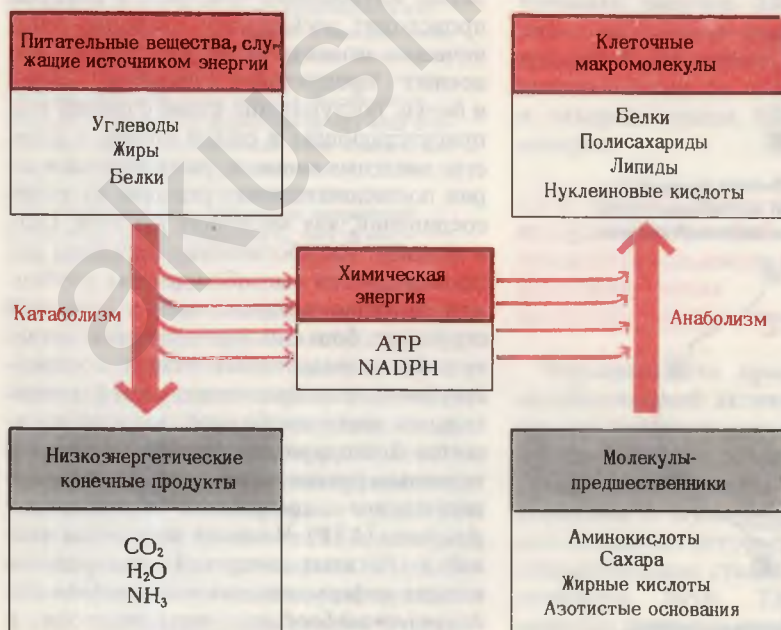 Питательные вещества, слу-
жащие источником энергии
Углеводы
Жиры
Белки
Клеточные
макромолекулы
Белки
Полисахариды
Липиды
Нуклеиновые кислоты
Катаболизм
Химическая
энергия
ATP
NADPH
Анаболизм
Низкоэнергетические
конечные продукты
CO₂
H₂O
NH₃
Молекулы-
предшественники
Аминокислоты
Сахара
Жирные кислоты
Азотистые основания